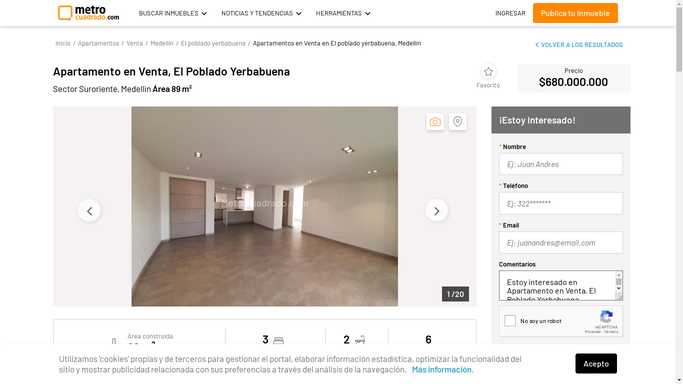 metro
cuadrado.com
BUSCAR INMUEBLES
NOTICIAS Y TENDENCIAS
HERRAMIENTAS
INGRESAR
Publica tu Inmueble
Inicio / Apartamentos / Venta / Medellin / El poblado yerbabuena / Apartamentos en Venta en El poblado yerbabuena, Medellin
VOLVER A LOS RESULTADOS
Apartamento en Venta, El Poblado Yerbabuena
Sector Suroriente, Medellin Área 89 m²
Favorito
Precio
$680.000.000
Metrocuadrado.com
1 / 20
¡Estoy Interesado!
* Nombre
Ej: Juan Andres
* Teléfono
Ej: 322*******
* Email
Ej: juanandres@email.com
Comentarios
Estoy interesado en
Apartamento en Venta, El
Poblado Yerbabuena
No soy un robot
reCAPTCHA
Privacidad - Términos
Área construida
3
2
6
Utilizamos 'cookies' propias y de terceros para gestionar el portal, elaborar información estadística, optimizar la funcionalidad del
sitio y mostrar publicidad relacionada con sus preferencias a través del análisis de la navegación. Más información.
Acepto